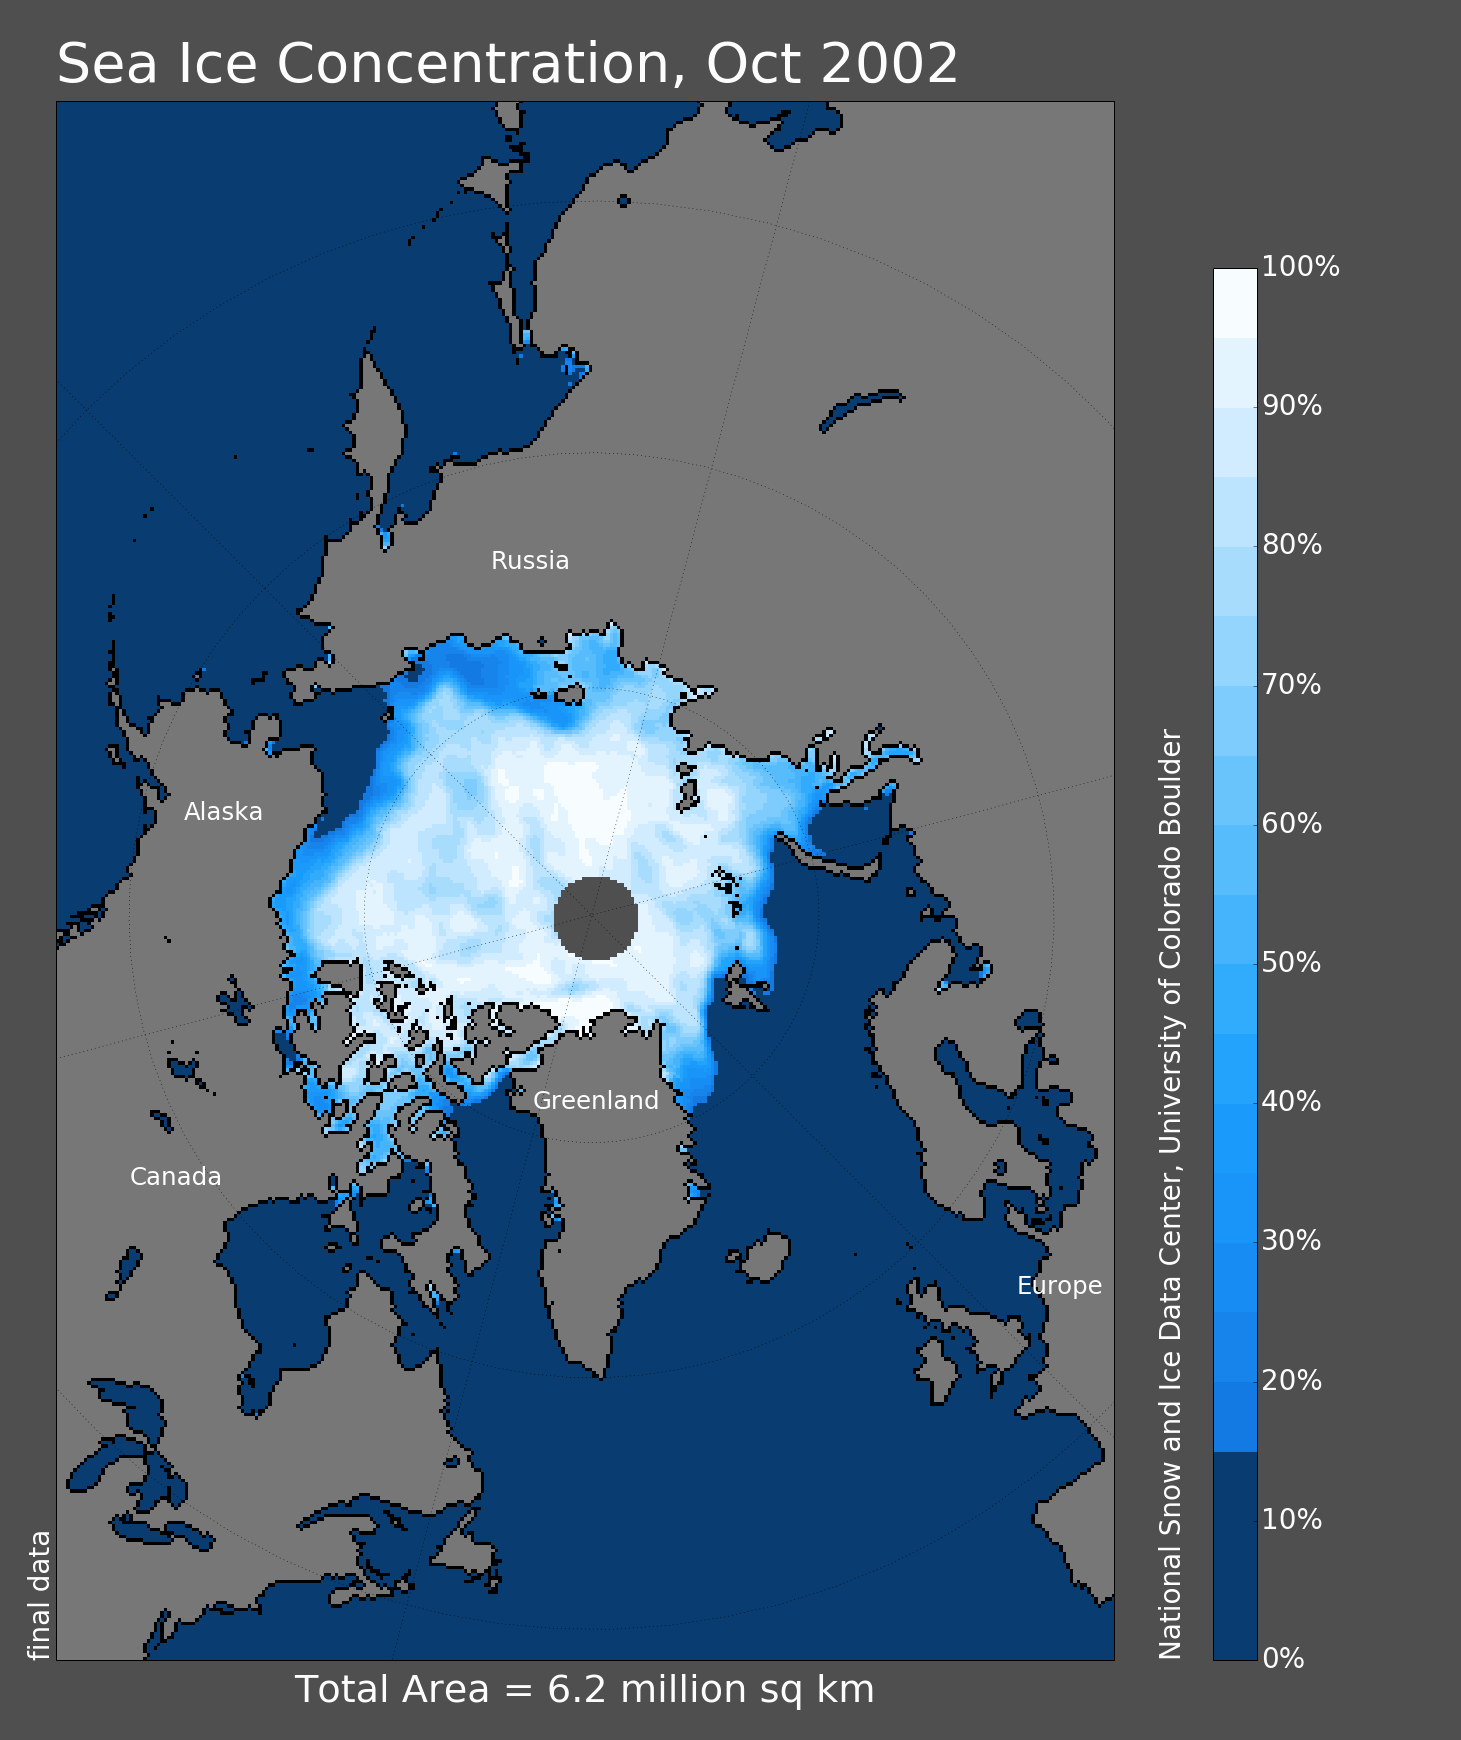 Sea Ice Concentration, Oct 2002
Russia
Alaska
Greenland
Canada
Europe
100%
90%
80%
70%
60%
50%
40%
30%
20%
10%
0%
National Snow and Ice Data Center, University of Colorado Boulder
final data
Total Area = 6.2 million sq km